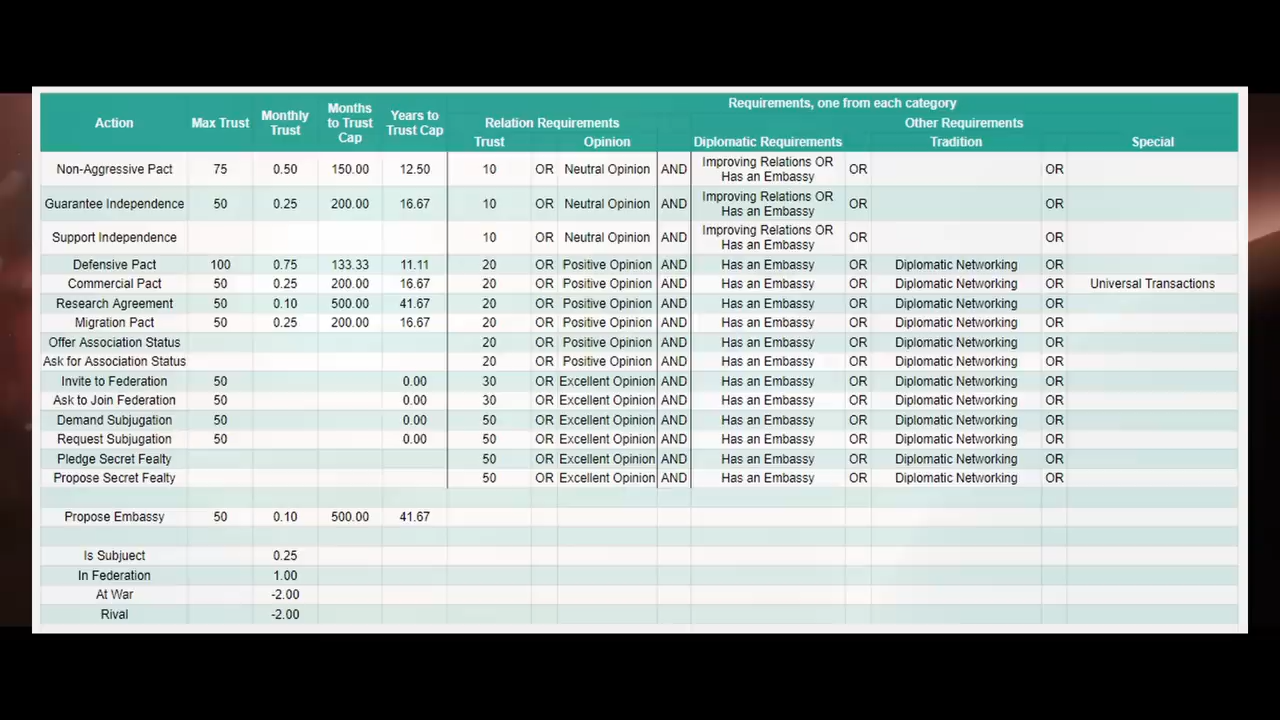 Requirements, one from each category
Action Max Trust Monthly Trust Months to Trust Cap Years to Trust Cap Relation Requirements Other Requirements
Trust Opinion Diplomatic Requirements Tradition Special
Non-Aggressive Pact 75 0.50 150.00 12.50 10 OR Neutral Opinion AND Improving Relations OR Has an Embassy OR OR
Guarantee Independence 50 0.25 200.00 16.67 10 OR Neutral Opinion AND Improving Relations OR Has an Embassy OR OR
Support Independence 10 OR Neutral Opinion AND Improving Relations OR Has an Embassy OR OR
Defensive Pact 100 0.75 133.33 11.11 20 OR Positive Opinion AND Has an Embassy OR Diplomatic Networking OR
Commercial Pact 50 0.25 200.00 16.67 20 OR Positive Opinion AND Has an Embassy OR Diplomatic Networking OR Universal Transactions
Research Agreement 50 0.10 500.00 41.67 20 OR Positive Opinion AND Has an Embassy OR Diplomatic Networking OR
Migration Pact 50 0.25 200.00 16.67 20 OR Positive Opinion AND Has an Embassy OR Diplomatic Networking OR
Offer Association Status 20 OR Positive Opinion AND Has an Embassy OR Diplomatic Networking OR
Ask for Association Status 20 OR Positive Opinion AND Has an Embassy OR Diplomatic Networking OR
Invite to Federation 50 0.00 30 OR Excellent Opinion AND Has an Embassy OR Diplomatic Networking OR
Ask to Join Federation 50 0.00 30 OR Excellent Opinion AND Has an Embassy OR Diplomatic Networking OR
Demand Subjugation 50 0.00 50 OR Excellent Opinion AND Has an Embassy OR Diplomatic Networking OR
Request Subjugation 50 0.00 50 OR Excellent Opinion AND Has an Embassy OR Diplomatic Networking OR
Pledge Secret Fealty 50 OR Excellent Opinion AND Has an Embassy OR Diplomatic Networking OR
Propose Secret Fealty 50 OR Excellent Opinion AND Has an Embassy OR Diplomatic Networking OR
Propose Embassy 50 0.10 500.00 41.67
Is Subjuect 0.25
In Federation 1.00
At War -2.00
Rival -2.00